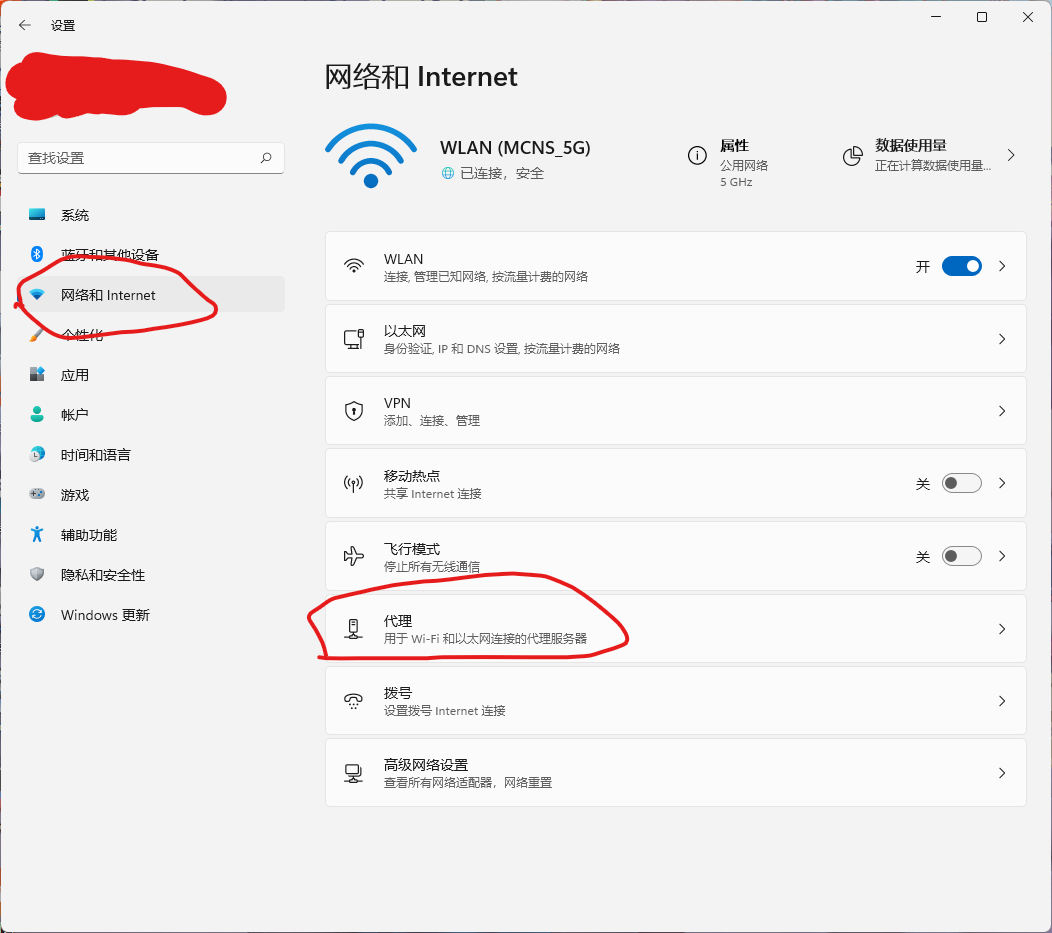 设置
网络和 Internet
查找设置
WLAN (MCNS_5G)
已连接，安全
属性
公用网络
5 GHz
数据使用量
正在计算数据使用量...
系统
蓝牙和其他设备
网络和 Internet
个性化
应用
帐户
时间和语言
游戏
辅助功能
隐私和安全性
Windows 更新
WLAN
连接, 管理已知网络, 按流量计费的网络
开
以太网
身份验证, IP 和 DNS 设置, 按流量计费的网络
VPN
添加、连接、管理
移动热点
共享 Internet 连接
关
飞行模式
停止所有无线通信
关
代理
用于 Wi-Fi 和以太网连接的代理服务器
拨号
设置拨号 Internet 连接
高级网络设置
查看所有网络适配器，网络重置